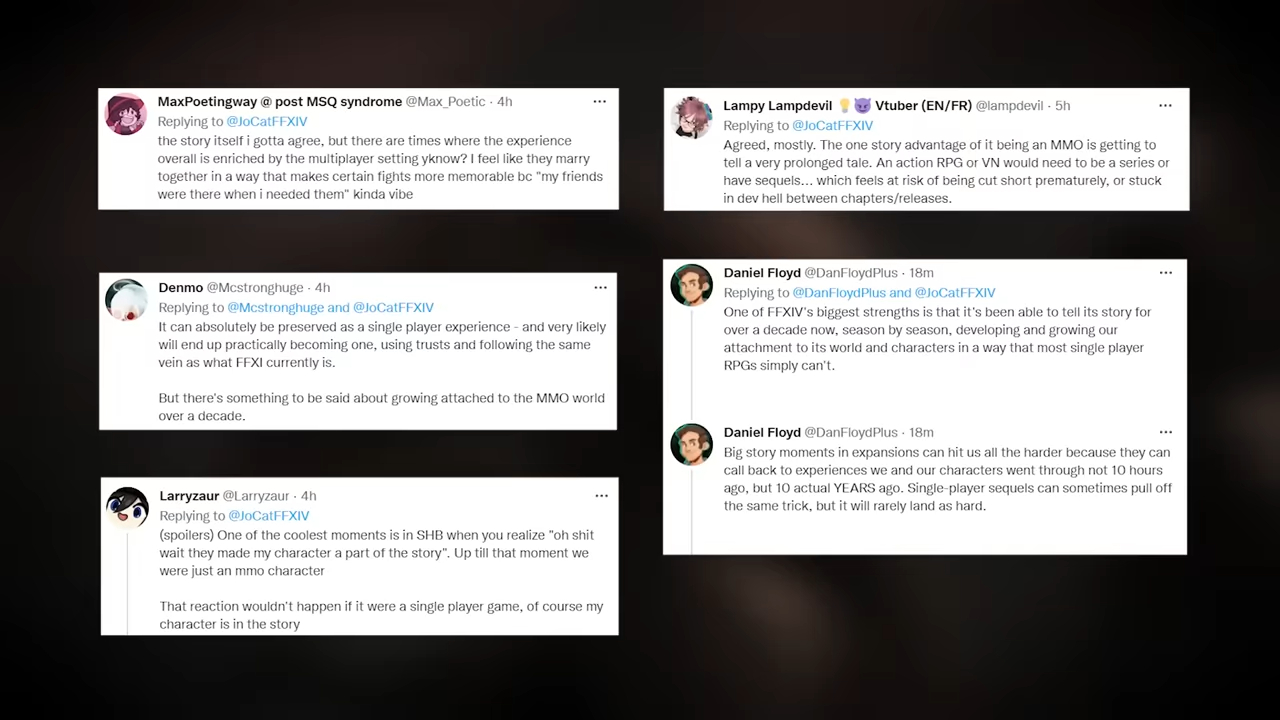 MaxPoetingway @ post MSQ syndrome @Max_Poetic · 4h
Replying to @JoCatFFXIV
the story itself i gotta agree, but there are times where the experience
overall is enriched by the multiplayer setting yknow? I feel like they marry
together in a way that makes certain fights more memorable bc "my friends
were there when i needed them" kinda vibe
Denmo @Mcstronghuge · 4h
Replying to @Mcstronghuge and @JoCatFFXIV
It can absolutely be preserved as a single player experience - and very likely
will end up practically becoming one, using trusts and following the same
vein as what FFXI currently is.
But there's something to be said about growing attached to the MMO world
over a decade.
Larryzaur @Larryzaur · 4h
Replying to @JoCatFFXIV
(spoilers) One of the coolest moments is in SHB when you realize "oh shit
wait they made my character a part of the story". Up till that moment we
were just an mmo character
That reaction wouldn't happen if it were a single player game, of course my
character is in the story
Lampy Lampdevil 💡😈 Vtuber (EN/FR) @lampdevil · 5h
Replying to @JoCatFFXIV
Agreed, mostly. The one story advantage of it being an MMO is getting to
tell a very prolonged tale. An action RPG or VN would need to be a series or
have sequels... which feels at risk of being cut short prematurely, or stuck
in dev hell between chapters/releases.
Daniel Floyd @DanFloydPlus · 18m
Replying to @DanFloydPlus and @JoCatFFXIV
One of FFXIV's biggest strengths is that it's been able to tell its story for
over a decade now, season by season, developing and growing our
attachment to its world and characters in a way that most single player
RPGs simply can't.
Daniel Floyd @DanFloydPlus · 18m
Big story moments in expansions can hit us all the harder because they can
call back to experiences we and our characters went through not 10 hours
ago, but 10 actual YEARS ago. Single-player sequels can sometimes pull off
the same trick, but it will rarely land as hard.